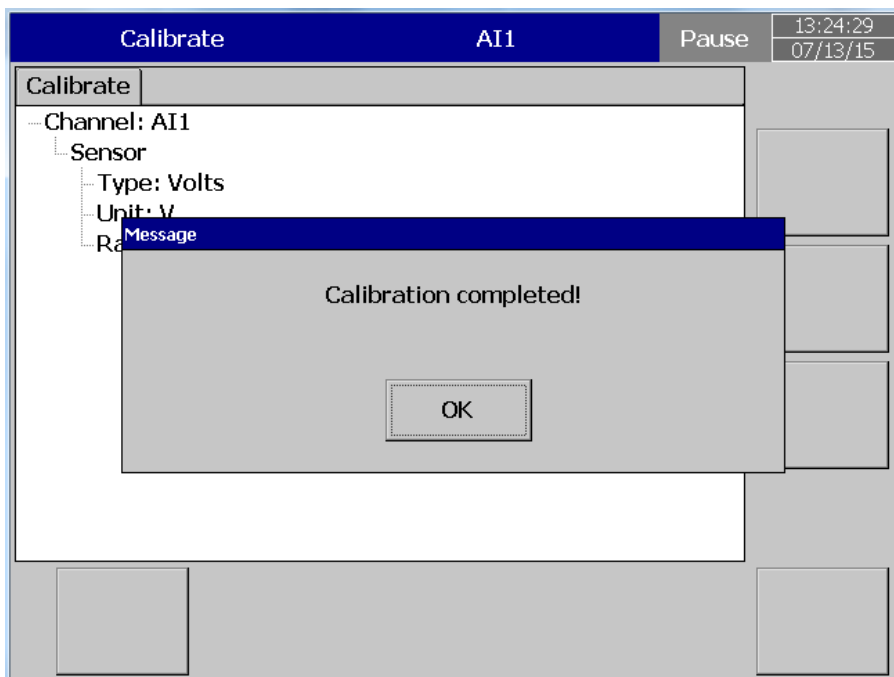 Calibrate AI1 Pause 13:24:29
07/13/15
Calibrate
Channel: AI1
Sensor
Type: Volts
Unit: V
Message
Calibration completed!
OK